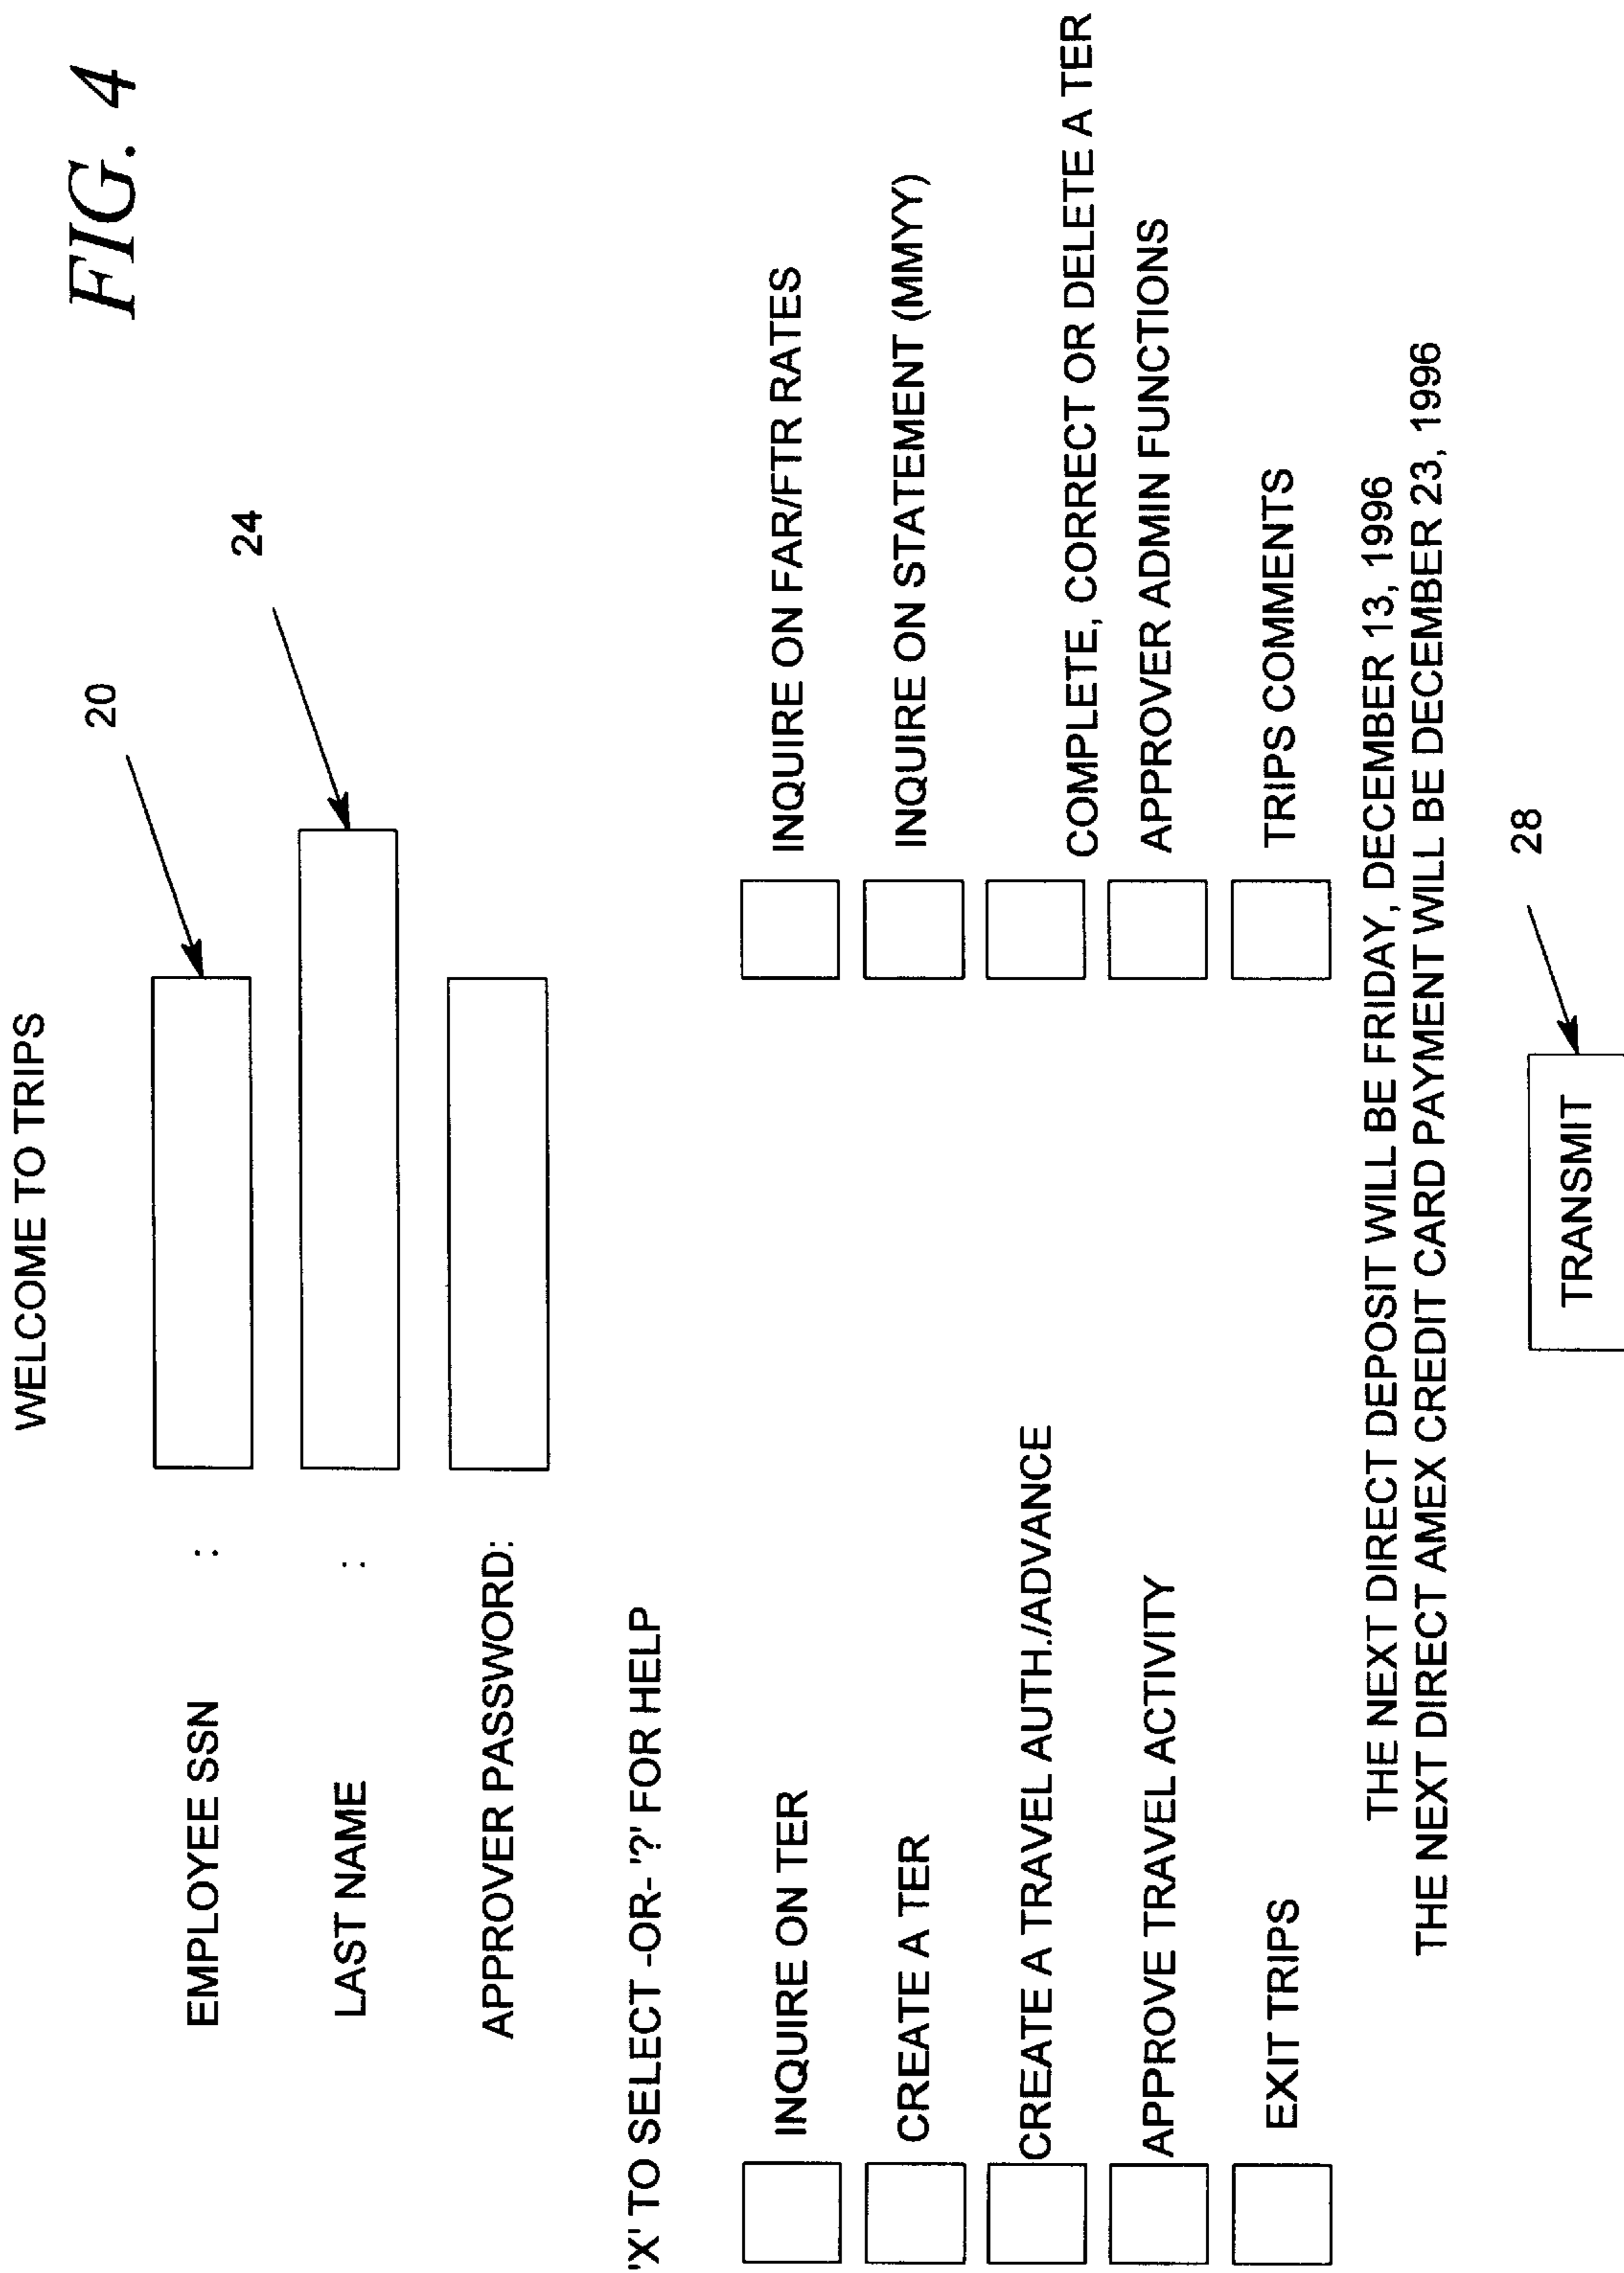 FIG. 4
WELCOME TO TRIPS
EMPLOYEE SSN :
20
LAST NAME :
24
APPROVER PASSWORD:
'X' TO SELECT -OR- '?' FOR HELP
INQUIRE ON TER
INQUIRE ON FAR/FTR RATES
CREATE A TER
INQUIRE ON STATEMENT (MMYY)
CREATE A TRAVEL AUTH./ADVANCE
COMPLETE, CORRECT OR DELETE A TER
APPROVE TRAVEL ACTIVITY
APPROVER ADMIN FUNCTIONS
EXIT TRIPS
TRIPS COMMENTS
THE NEXT DIRECT DEPOSIT WILL BE FRIDAY, DECEMBER 13, 1996
THE NEXT DIRECT AMEX CREDIT CARD PAYMENT WILL BE DECEMBER 23, 1996
28
TRANSMIT